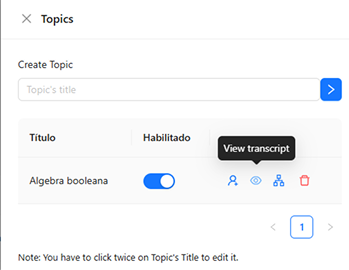 Topics
Create Topic
Topic's title
Título Habilitado
View transcript
Algebra booleana
1
Note: You have to click twice on Topic's Title to edit it.